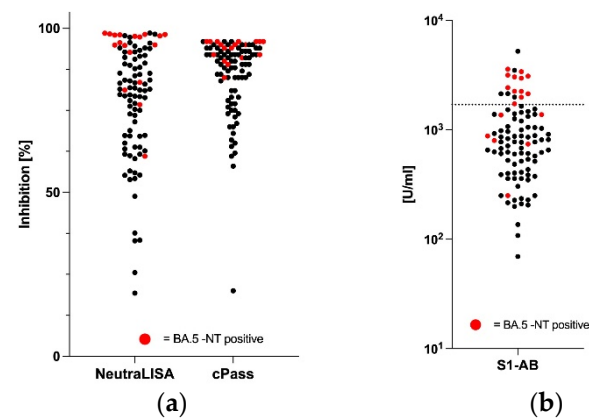 100
50
0
Inhibition [%]
= BA.5 -NT positive
NeutraLISA cPass
(a)
10⁴
10³
10²
10¹
[U/ml]
= BA.5 -NT positive
S1-AB
(b)